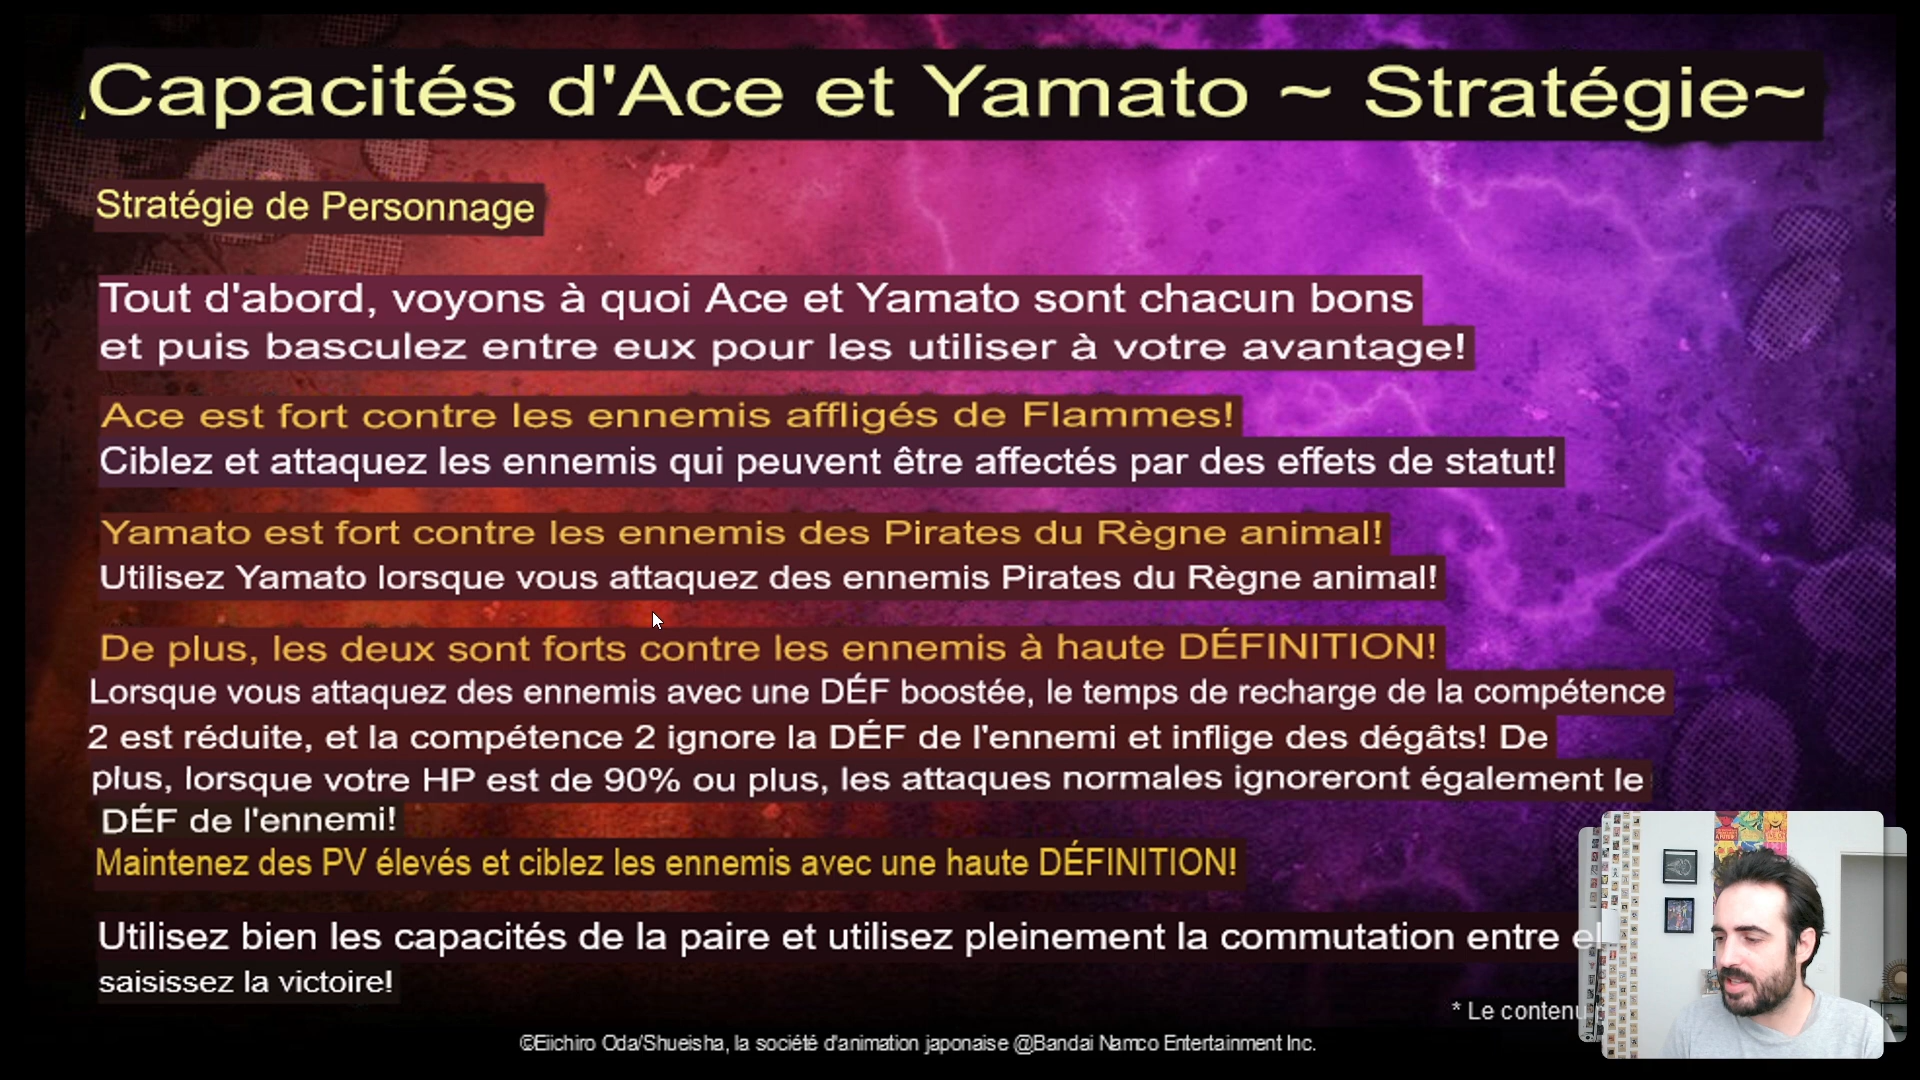 Capacités d'Ace et Yamato ~ Stratégie~
Stratégie de Personnage
Tout d'abord, voyons à quoi Ace et Yamato sont chacun bons
et puis basculez entre eux pour les utiliser à votre avantage!
Ace est fort contre les ennemis affligés de Flammes!
Ciblez et attaquez les ennemis qui peuvent être affectés par des effets de statut!
Yamato est fort contre les ennemis des Pirates du Règne animal!
Utilisez Yamato lorsque vous attaquez des ennemis Pirates du Règne animal!
De plus, les deux sont forts contre les ennemis à haute DÉFINITION!
Lorsque vous attaquez des ennemis avec une DÉF boostée, le temps de recharge de la compétence
2 est réduite, et la compétence 2 ignore la DÉF de l'ennemi et inflige des dégâts! De
plus, lorsque votre HP est de 90% ou plus, les attaques normales ignoreront également le
DÉF de l'ennemi!
Maintenez des PV élevés et ciblez les ennemis avec une haute DÉFINITION!
Utilisez bien les capacités de la paire et utilisez pleinement la commutation entre
saisissez la victoire!
* Le contenu
©Eiichiro Oda/Shueisha, la société d'animation japonaise @Bandai Namco Entertainment Inc.